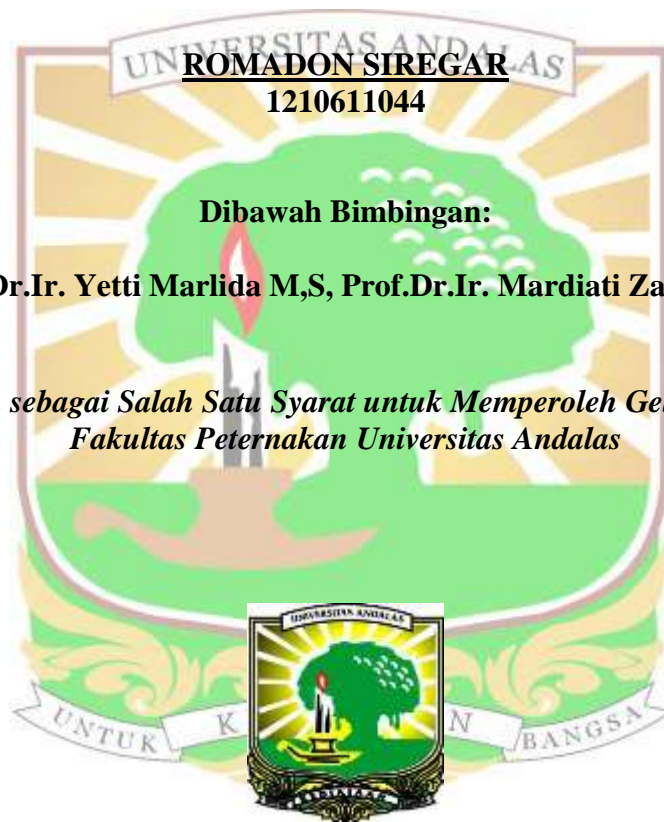 UNIVERSITAS ANDALAS
ROMADON SIREGAR
1210611044
Dibawah Bimbingan:
Dr.Ir. Yetti Marlida M,S, Prof.Dr.Ir. Mardiati Za
sebagai Salah Satu Syarat untuk Memperoleh Ge
Fakultas Peternakan Universitas Andalas
UNIVERSITAS ANDALAS
UNTUK K N BANGSA